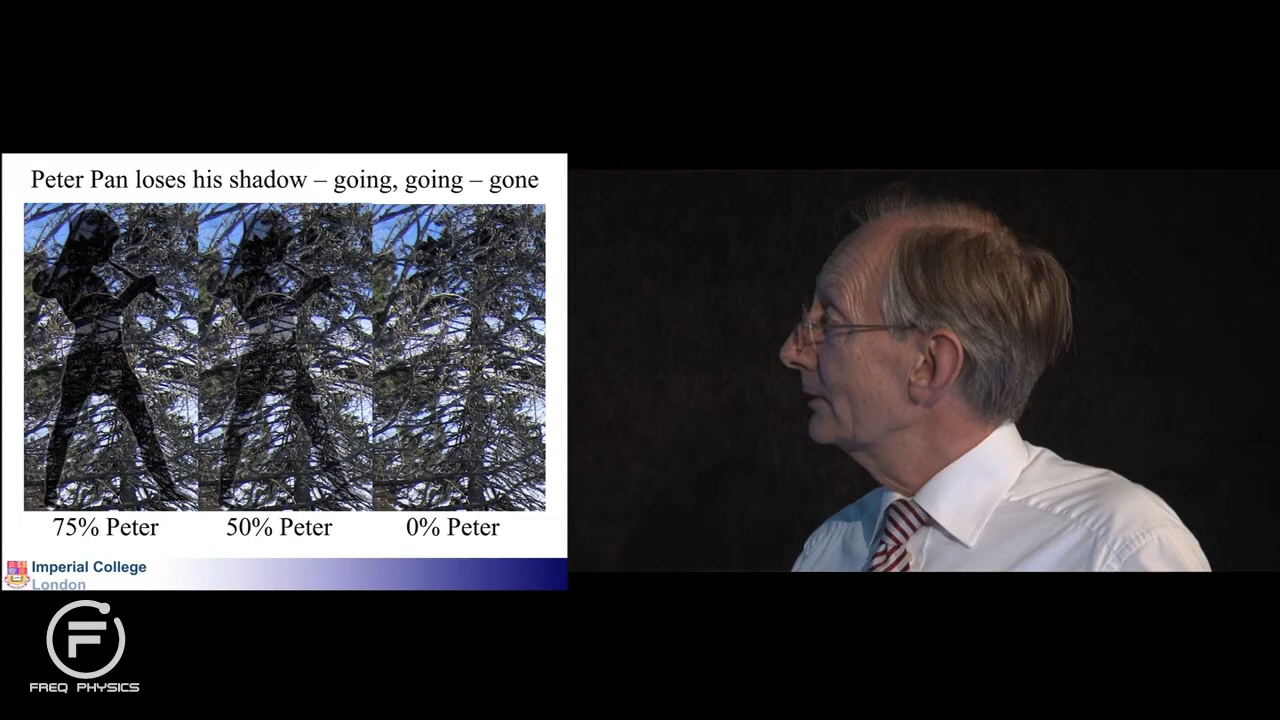 Peter Pan loses his shadow – going, going – gone
75% Peter
50% Peter
0% Peter
Imperial College
London
FREQ PHYSICS